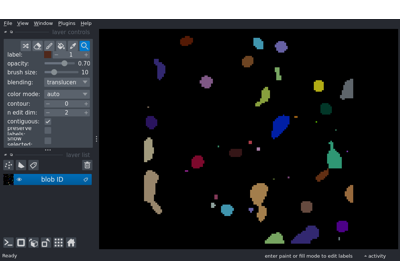 File View Window Plugins Help
layer controls
label: 1
opacity: 0.70
brush size: 10
blending: translucen
color mode: auto
contour: 0
n edit dim: 2
contiguous:
preserve labels:
show selected:
layer list
blob ID
Ready
enter paint or fill mode to edit labels
activity